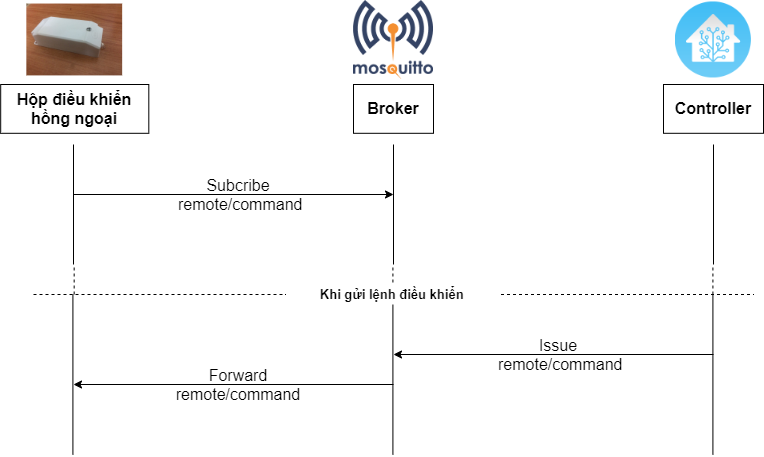 mosquitto
Hộp điều khiển
hồng ngoại
Broker
Controller
Subcribe
remote/command
Khi gửi lệnh điều khiển
Issue
remote/command
Forward
remote/command